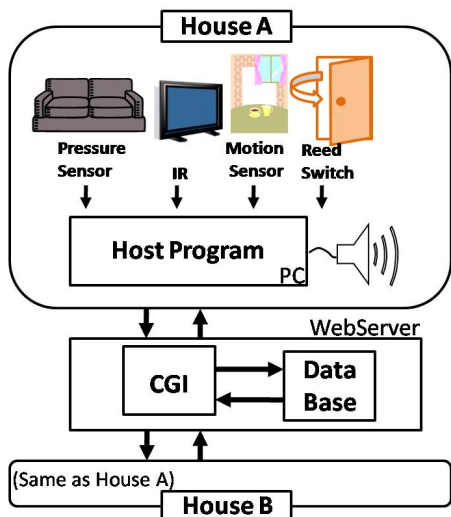 House A
Pressure
Sensor
IR
Motion
Sensor
Reed
Switch
Host Program
PC
WebServer
CGI
Data
Base
(Same as House A)
House B